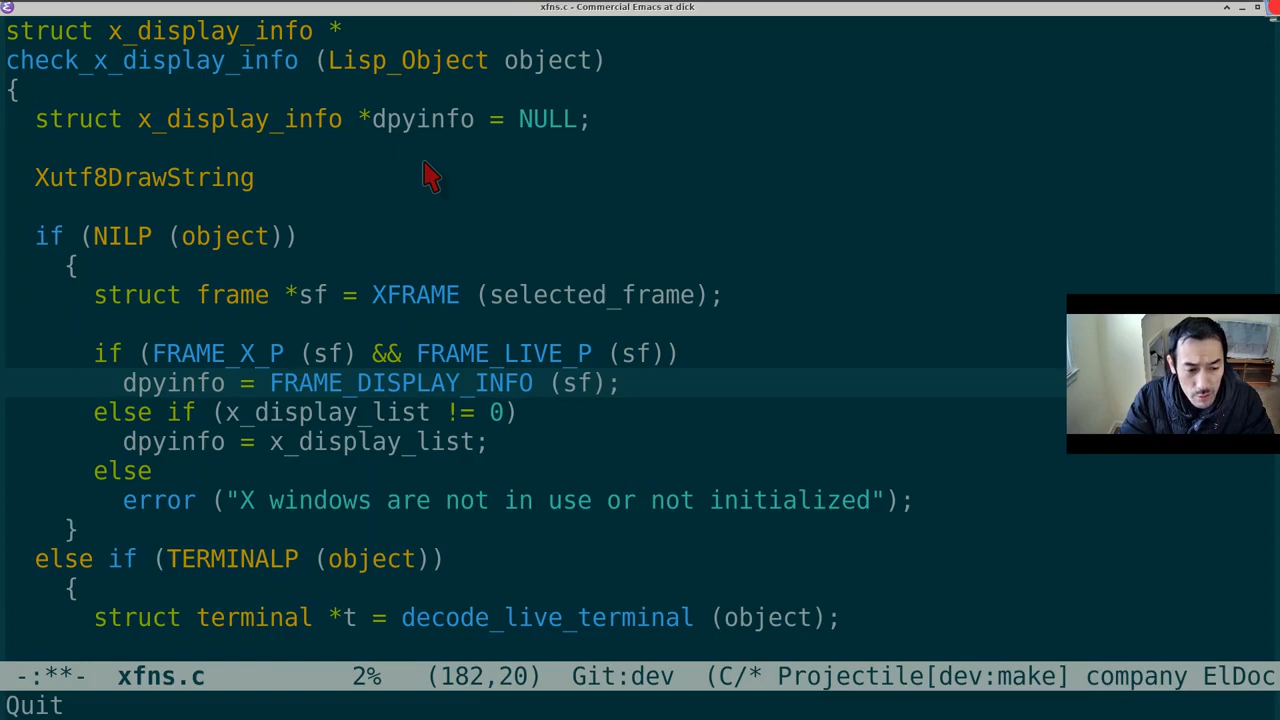 xfns.c - Commercial Emacs at dick
struct x_display_info *
check_x_display_info (Lisp_Object object)
{
  struct x_display_info *dpyinfo = NULL;
  Xutf8DrawString
  if (NILP (object))
    {
      struct frame *sf = XFRAME (selected_frame);
      if (FRAME_X_P (sf) && FRAME_LIVE_P (sf))
        dpyinfo = FRAME_DISPLAY_INFO (sf);
      else if (x_display_list != 0)
        dpyinfo = x_display_list;
      else
        error ("X windows are not in use or not initialized");
    }
  else if (TERMINALP (object))
    {
      struct terminal *t = decode_live_terminal (object);
-:**-  xfns.c          2%   (182,20)  Git:dev  (C/* Projectile[dev:make] company ElDoc
Quit